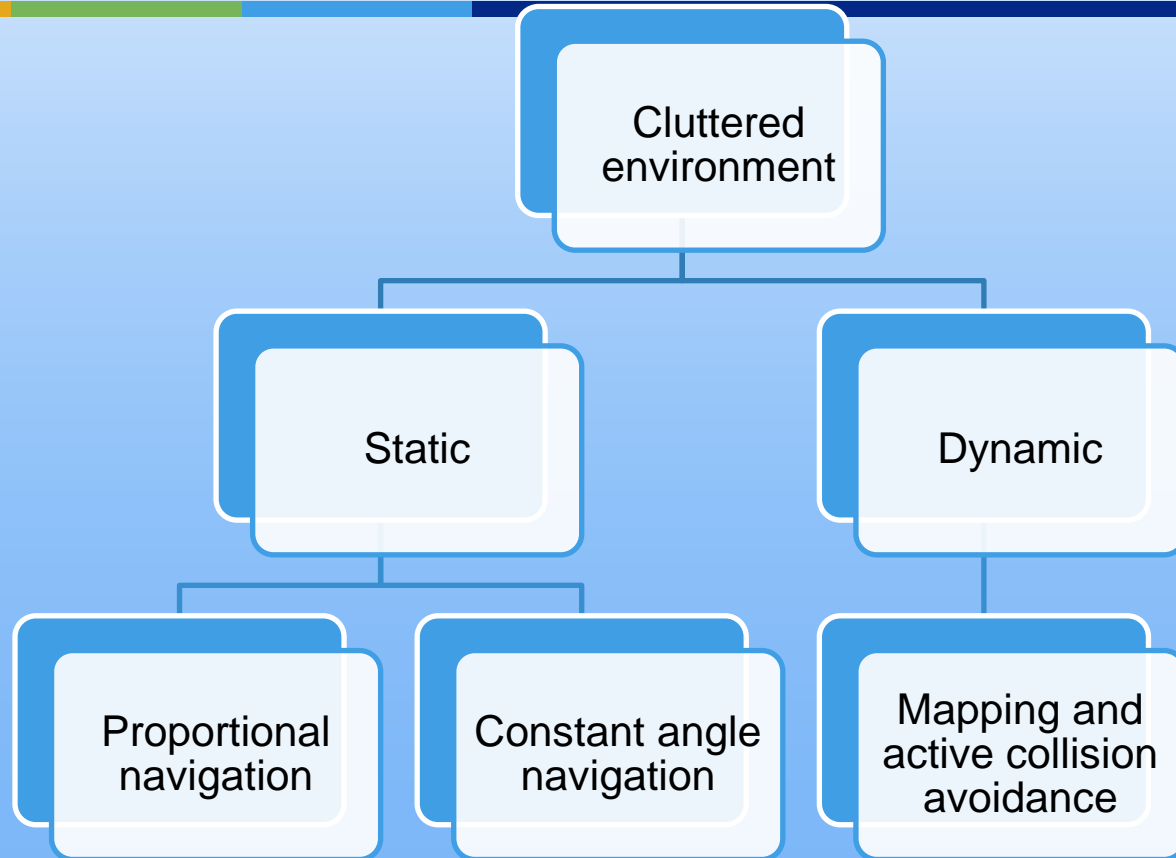 Cluttered
environment
Static
Dynamic
Proportional
navigation
Constant angle
navigation
Mapping and
active collision
avoidance